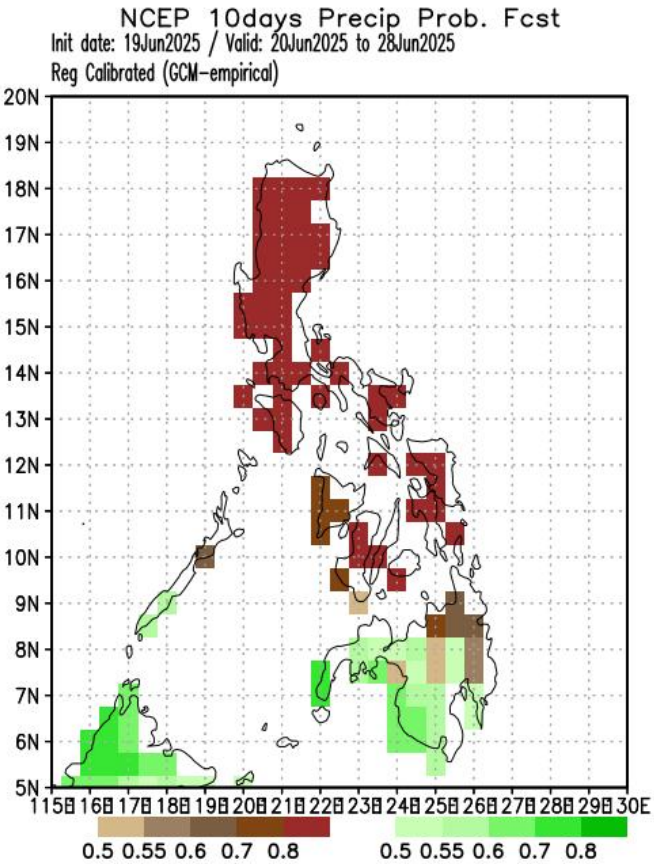 NCEP 10days Precip Prob. Fcst
Init date: 19Jun2025 / Valid: 20Jun2025 to 28Jun2025
Reg Calibrated (GCM-empirical)
20N
19N
18N
17N
16N
15N
14N
13N
12N
11N
10N
9N
8N
7N
6N
5N
115E 116E 117E 118E 119E 120E 121E 122E 123E 124E 125E 126E 127E 128E 129E 130E
0.5 0.55 0.6 0.7 0.8 0.5 0.55 0.6 0.7 0.8